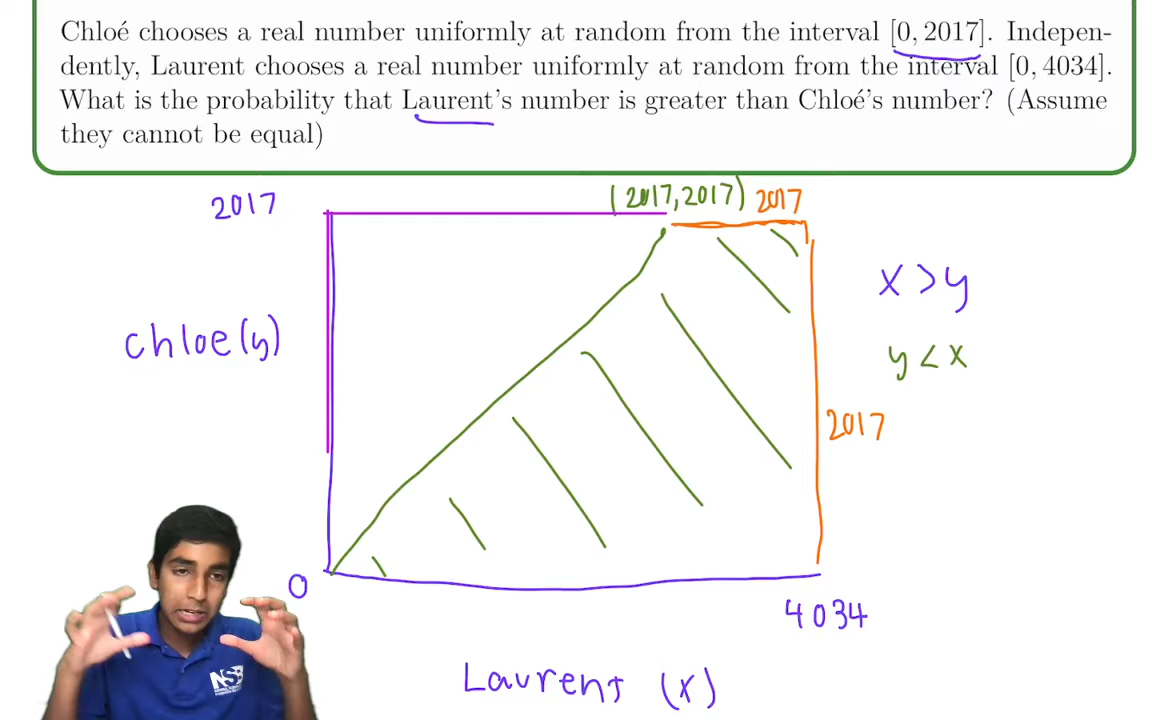 Chloé chooses a real number uniformly at random from the interval [0, 2017]. Indepen-
dently, Laurent chooses a real number uniformly at random from the interval [0, 4034].
What is the probability that Laurent's number is greater than Chloé's number? (Assume
they cannot be equal)
2017
(2017,2017)
2017
x > y
chloe(y)
y < x
2017
0
4034
Laurent (x)
NS